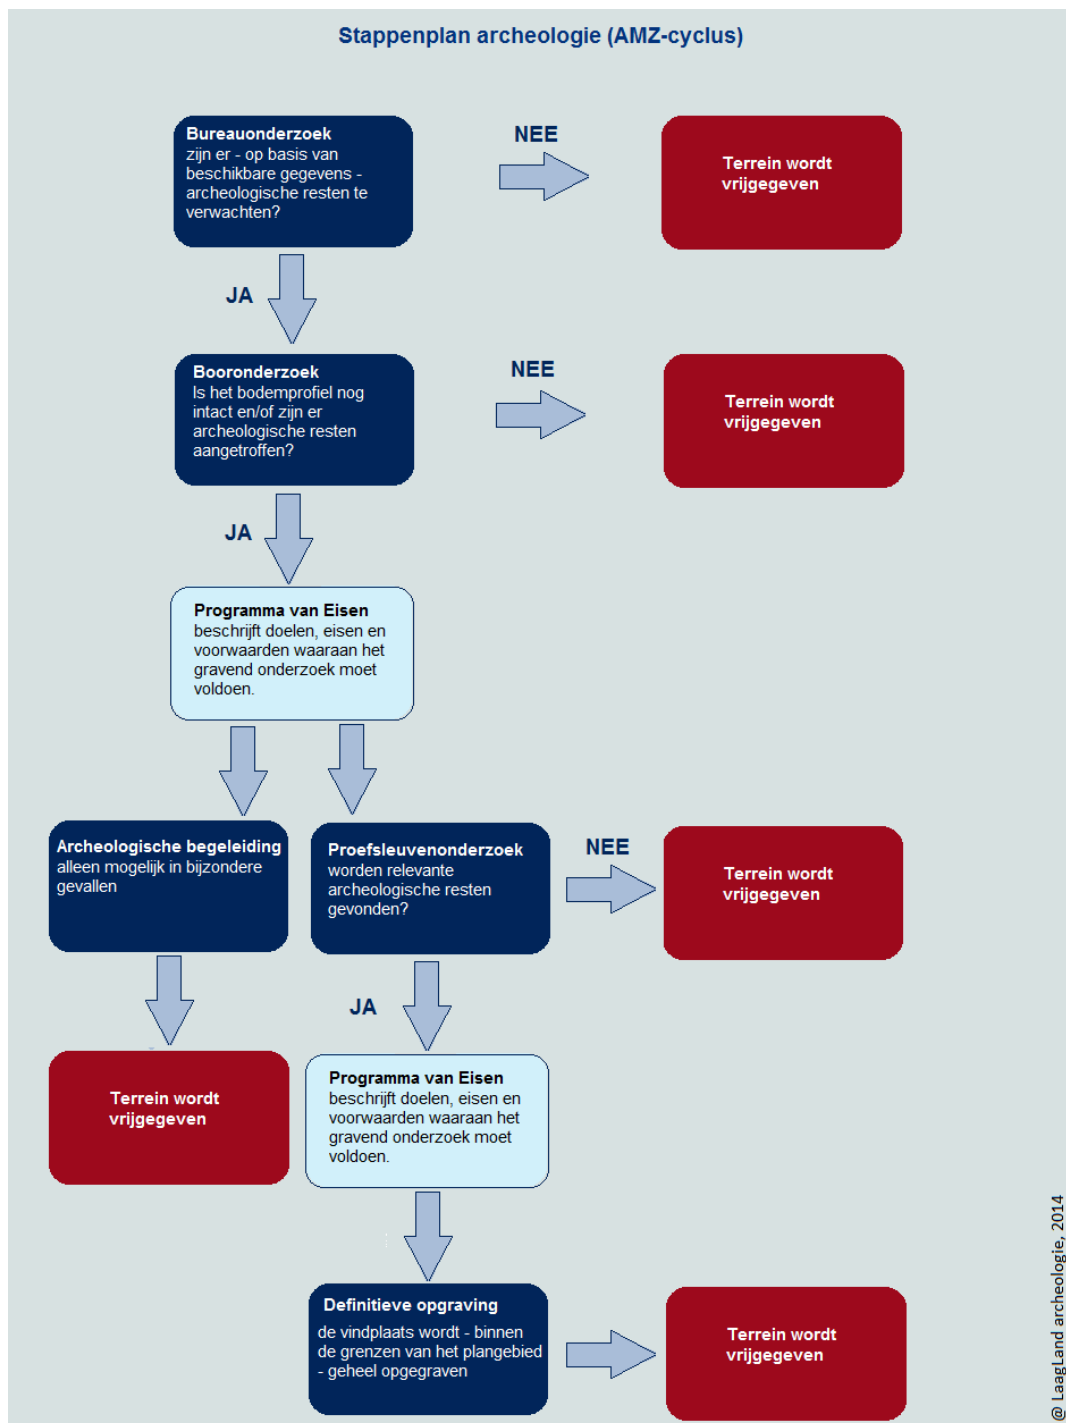 Stappenplan archeologie (AMZ-cyclus)
Bureauonderzoek
zijn er - op basis van
beschikbare gegevens -
archeologische resten te
verwachten?
NEE
Terrein wordt
vrijgegeven
JA
Booronderzoek
Is het bodemprofiel nog
intact en/of zijn er
archeologische resten
aangetroffen?
NEE
Terrein wordt
vrijgegeven
JA
Programma van Eisen
beschrijft doelen, eisen en
voorwaarden waaraan het
gravend onderzoek moet
voldoen.
Archeologische begeleiding
alleen mogelijk in bijzondere
gevallen
Proefsleuvenonderzoek
worden relevante
archeologische resten
gevonden?
NEE
Terrein wordt
vrijgegeven
JA
Terrein wordt
vrijgegeven
Programma van Eisen
beschrijft doelen, eisen en
voorwaarden waaraan het
gravend onderzoek moet
voldoen.
Definitieve opgraving
de vindplaats wordt - binnen
de grenzen van het plangebied
- geheel opgegraven
Terrein wordt
vrijgegeven
@ LaagLand archeologie, 2014